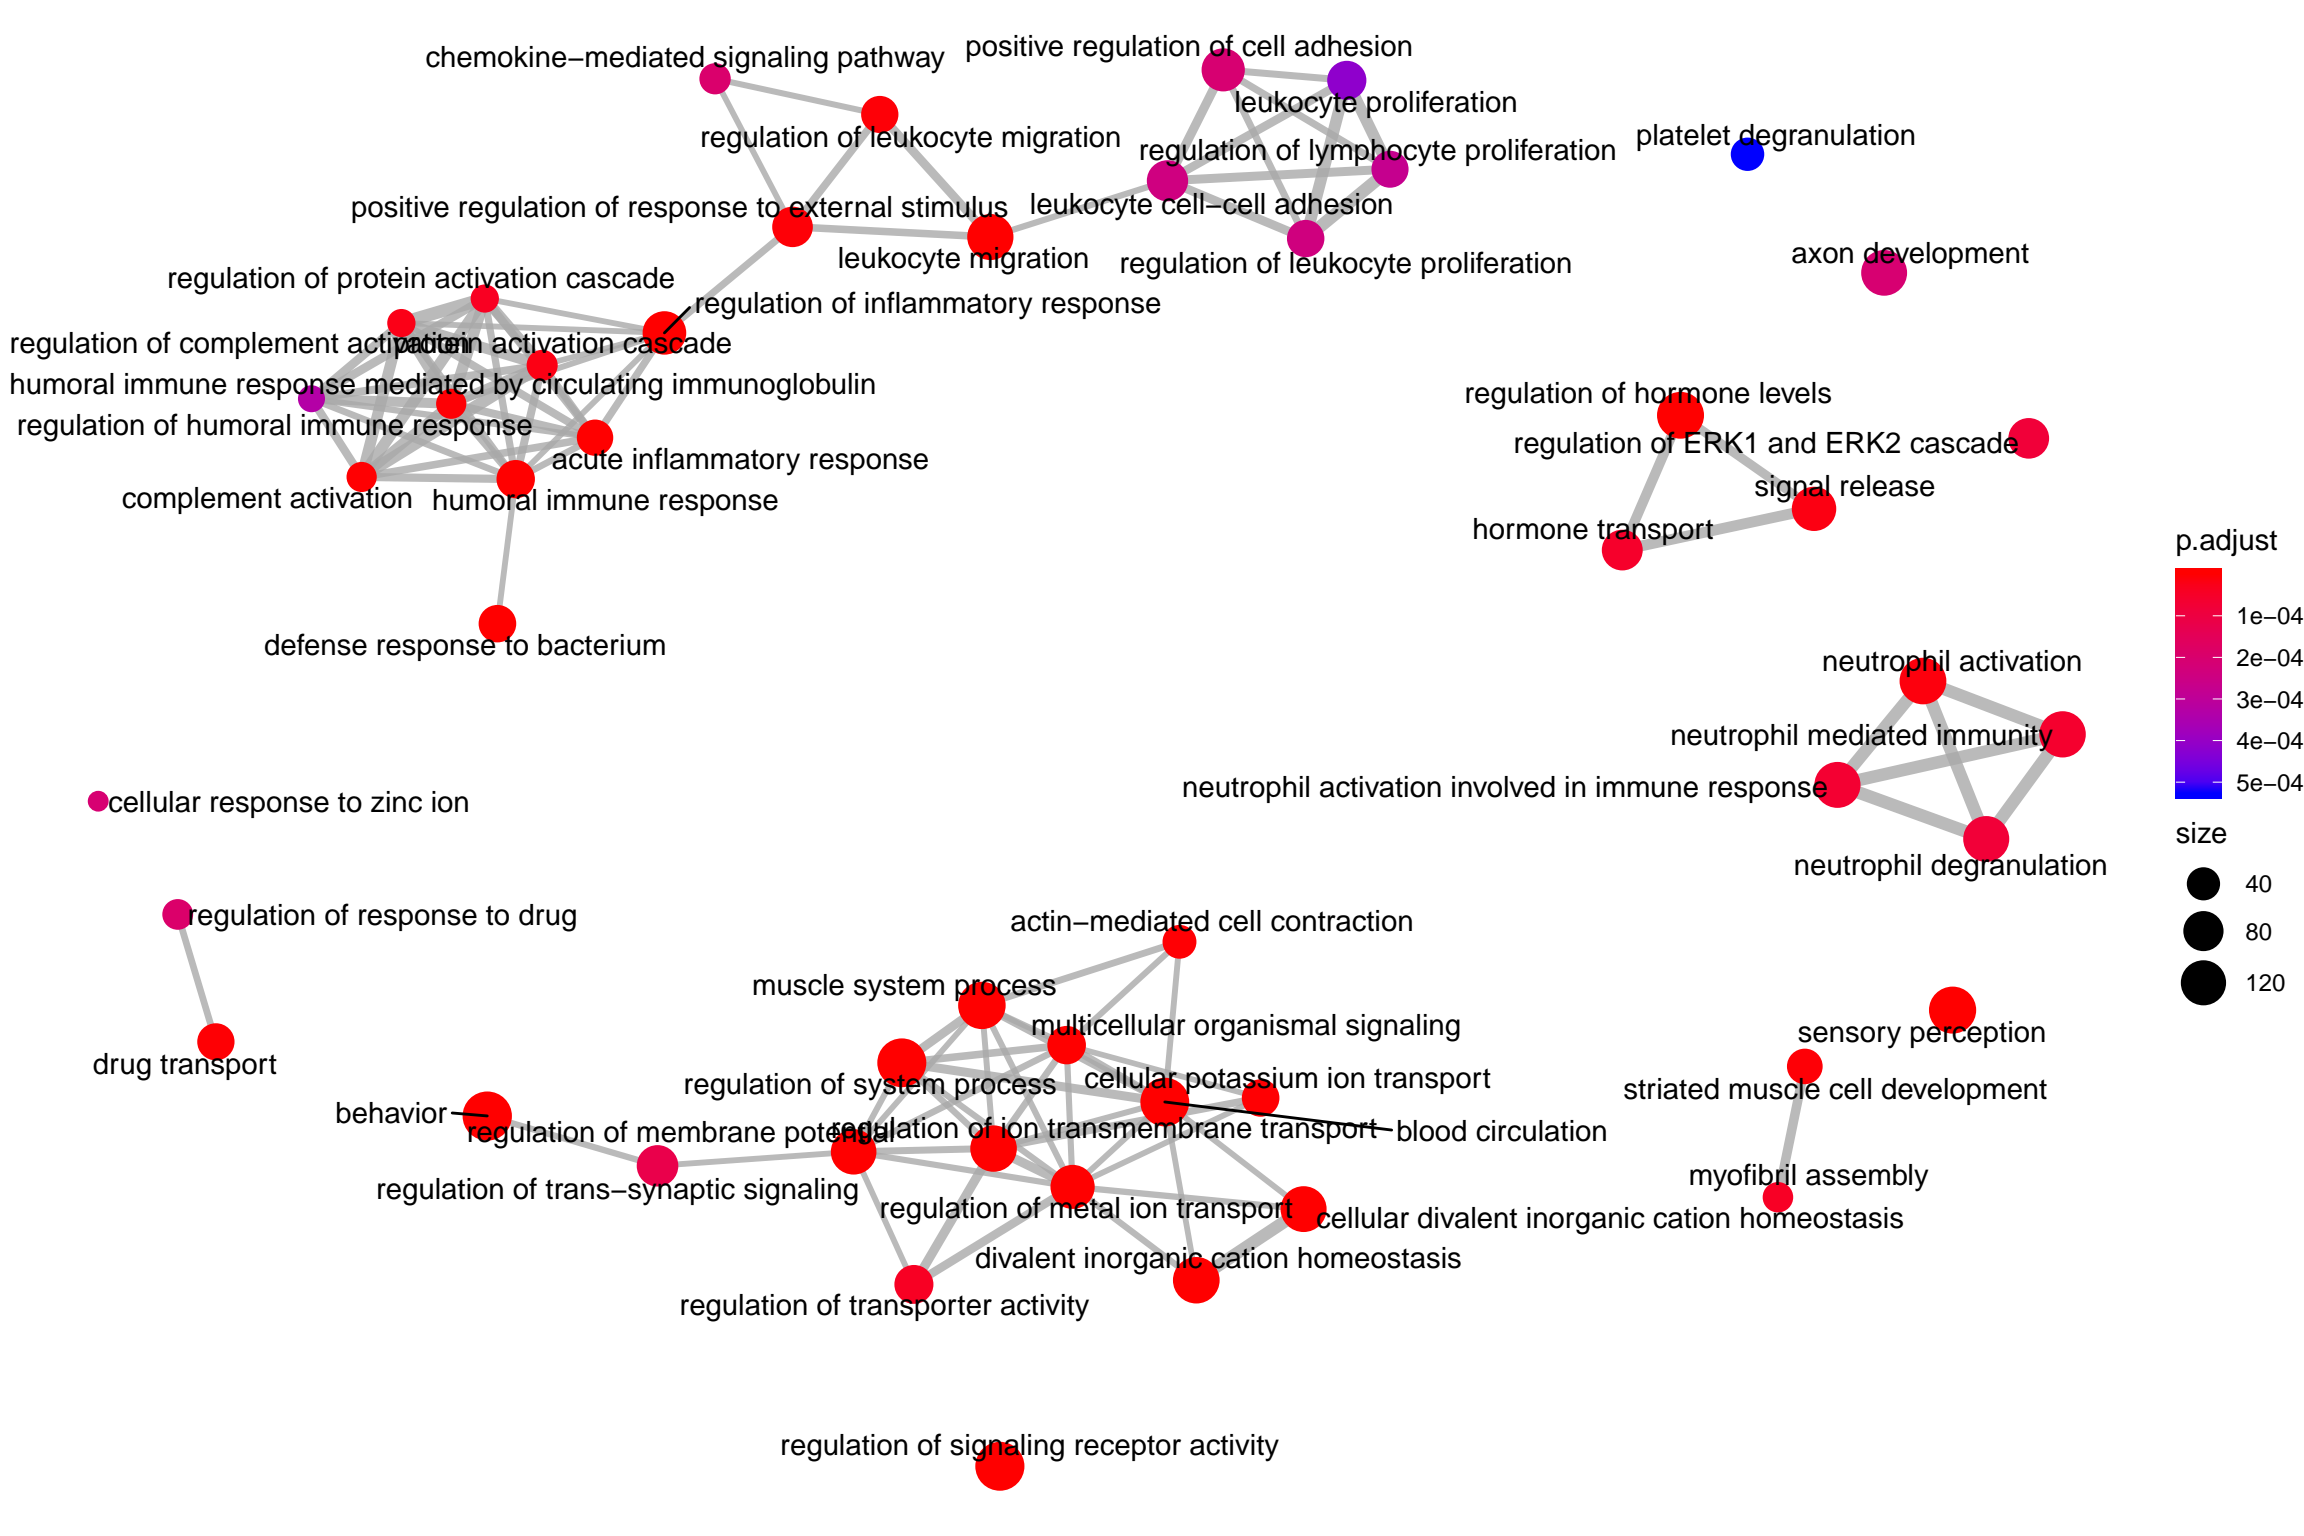 positive regulation of cell adhesion
chemokine−mediated signaling pathway
leukocyte proliferation
platelet degranulation
regulation of leukocyte migration
regulation of lymphocyte proliferation
positive regulation of response to external stimulus
leukocyte cell−cell adhesion
axon development
leukocyte migration
regulation of leukocyte proliferation
regulation of protein activation cascade
regulation of inflammatory response
regulation of complement activation
protein activation cascade
humoral immune response mediated by circulating immunoglobulin
regulation of hormone levels
regulation of humoral immune response
regulation of ERK1 and ERK2 cascade
acute inflammatory response
signal release
complement activation
humoral immune response
hormone transport
defense response to bacterium
neutrophil activation
neutrophil mediated immunity
neutrophil activation involved in immune response
cellular response to zinc ion
neutrophil degranulation
regulation of response to drug
actin−mediated cell contraction
muscle system process
multicellular organismal signaling
sensory perception
drug transport
regulation of system process
cellular potassium ion transport
striated muscle cell development
behavior
regulation of membrane potential
regulation of ion transmembrane transport
blood circulation
myofibril assembly
regulation of trans−synaptic signaling
regulation of metal ion transport
cellular divalent inorganic cation homeostasis
divalent inorganic cation homeostasis
regulation of transporter activity
regulation of signaling receptor activity
p.adjust
1e−04
2e−04
3e−04
4e−04
5e−04
size
40
80
120